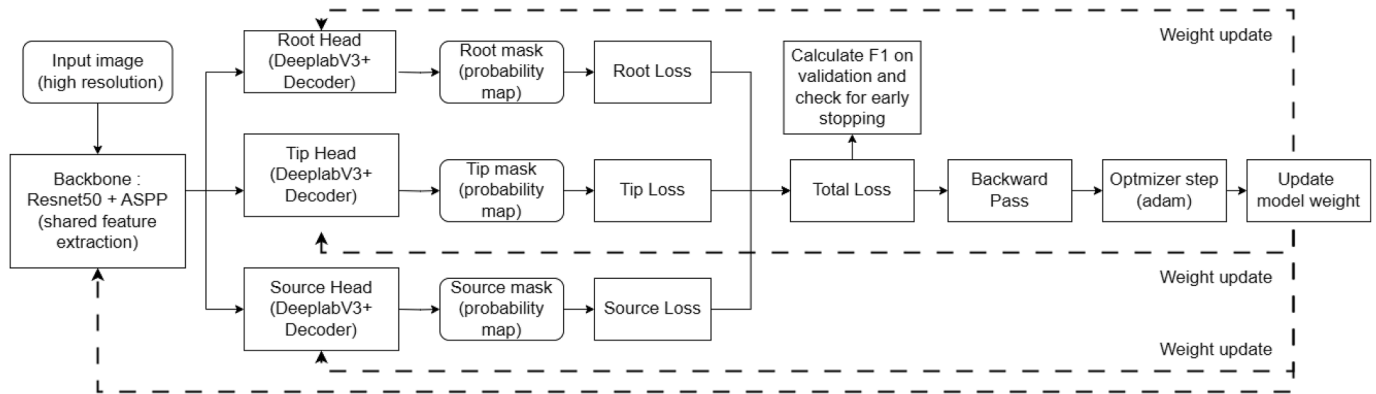 Input image
(high resolution)
Backbone :
Resnet50 + ASPP
(shared feature
extraction)
Root Head
(DeeplabV3+
Decoder)
Root mask
(probability
map)
Root Loss
Tip Head
(DeeplabV3+
Decoder)
Tip mask
(probability
map)
Tip Loss
Source Head
(DeeplabV3+
Decoder)
Source mask
(probability
map)
Source Loss
Calculate F1 on
validation and
check for early
stopping
Total Loss
Backward
Pass
Optmizer step
(adam)
Update
model weight
Weight update
Weight update
Weight update